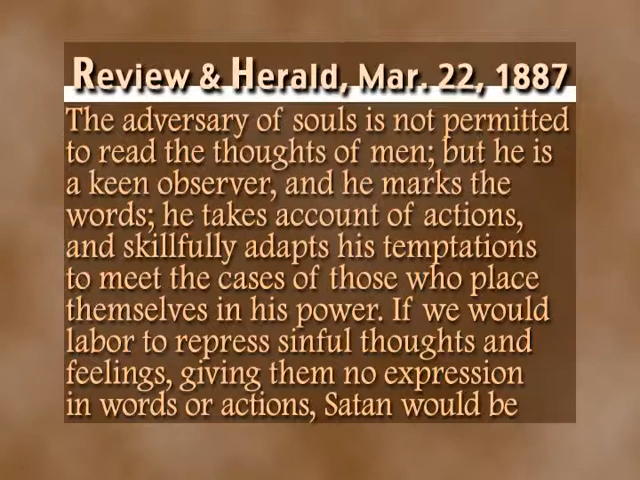 Review & Herald, Mar. 22, 1887
The adversary of souls is not permitted
to read the thoughts of men; but he is
a keen observer, and he marks the
words; he takes account of actions,
and skillfully adapts his temptations
to meet the cases of those who place
themselves in his power. If we would
labor to repress sinful thoughts and
feelings, giving them no expression
in words or actions, Satan would be